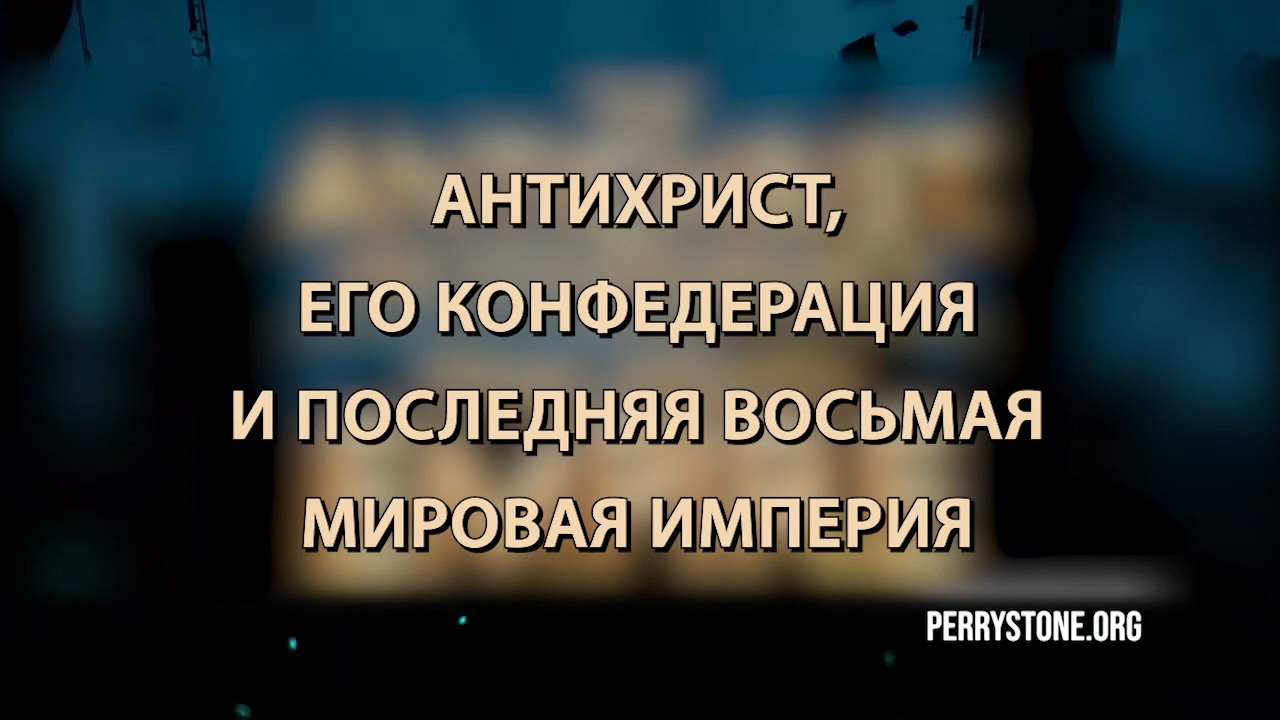 АНТИХРИСТ,
ЕГО КОНФЕДЕРАЦИЯ
И ПОСЛЕДНЯЯ ВОСЬМАЯ
МИРОВАЯ ИМПЕРИЯ
PERRYSTONE.ORG